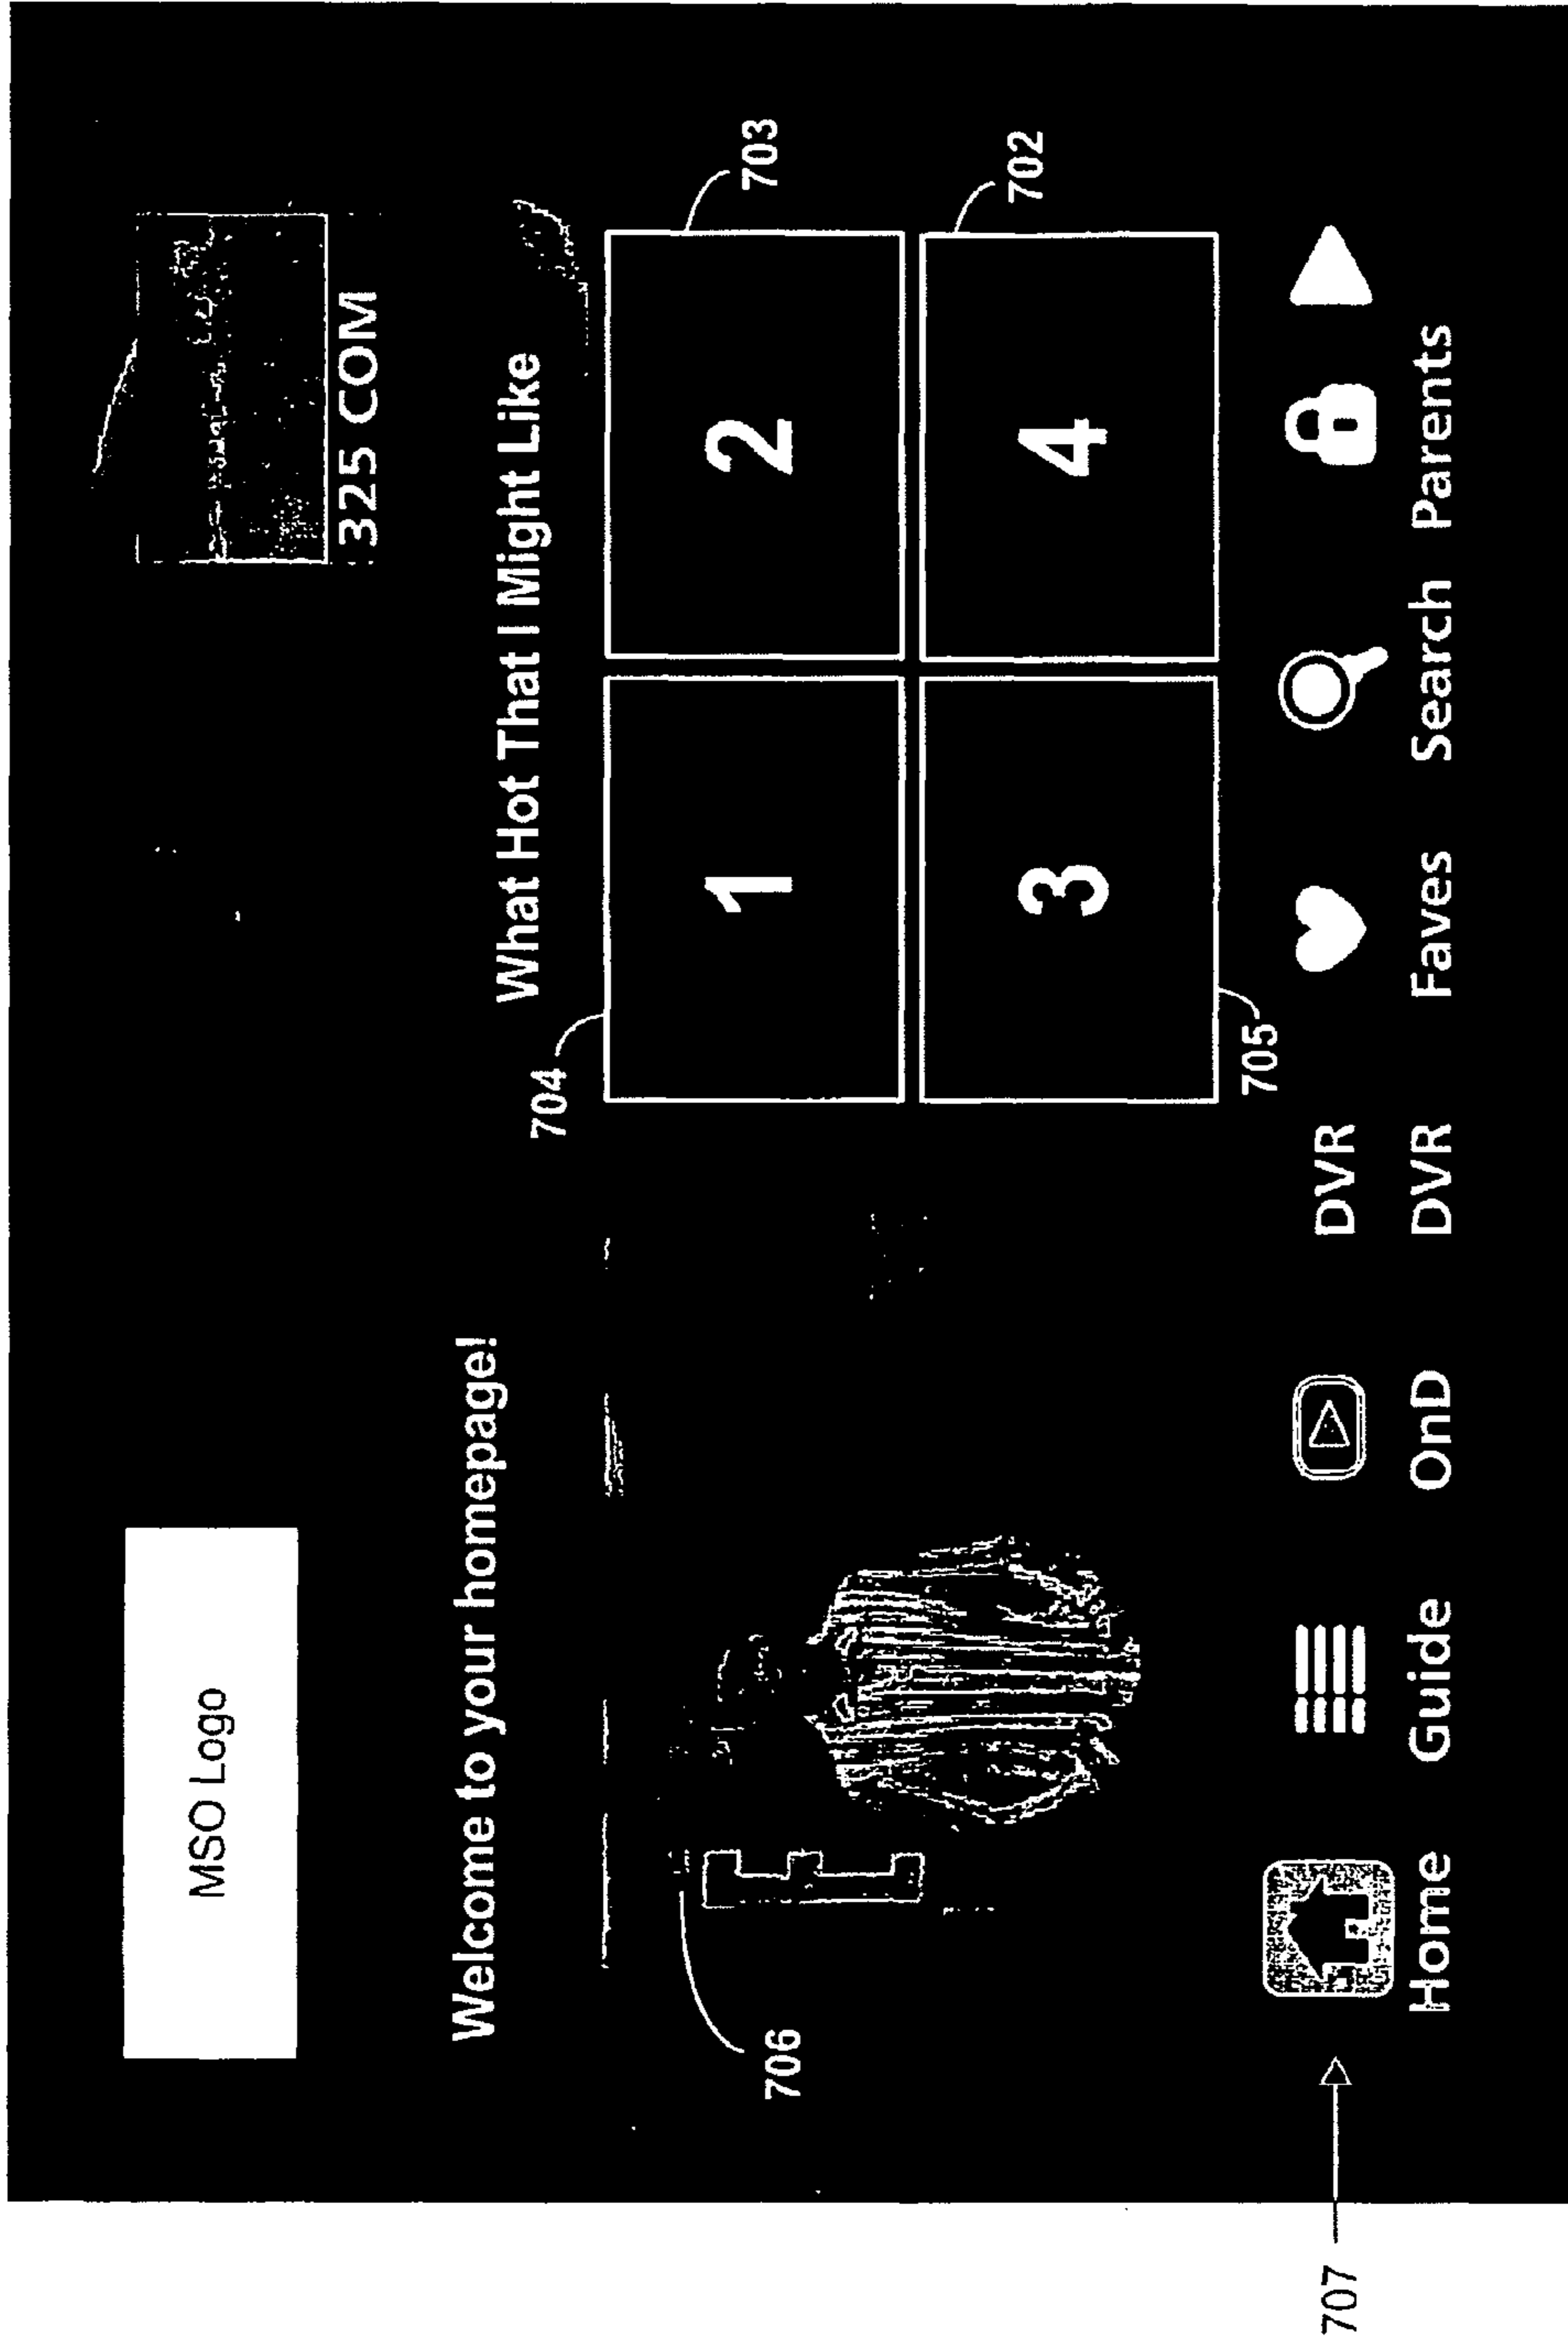 MSO Logo
325 COM
Welcome to your homepage!
What Hot That I Might Like
704
703
1
2
706
702
3
4
705
707
DVR
Home Guide OnD DVR Faves Search Parents